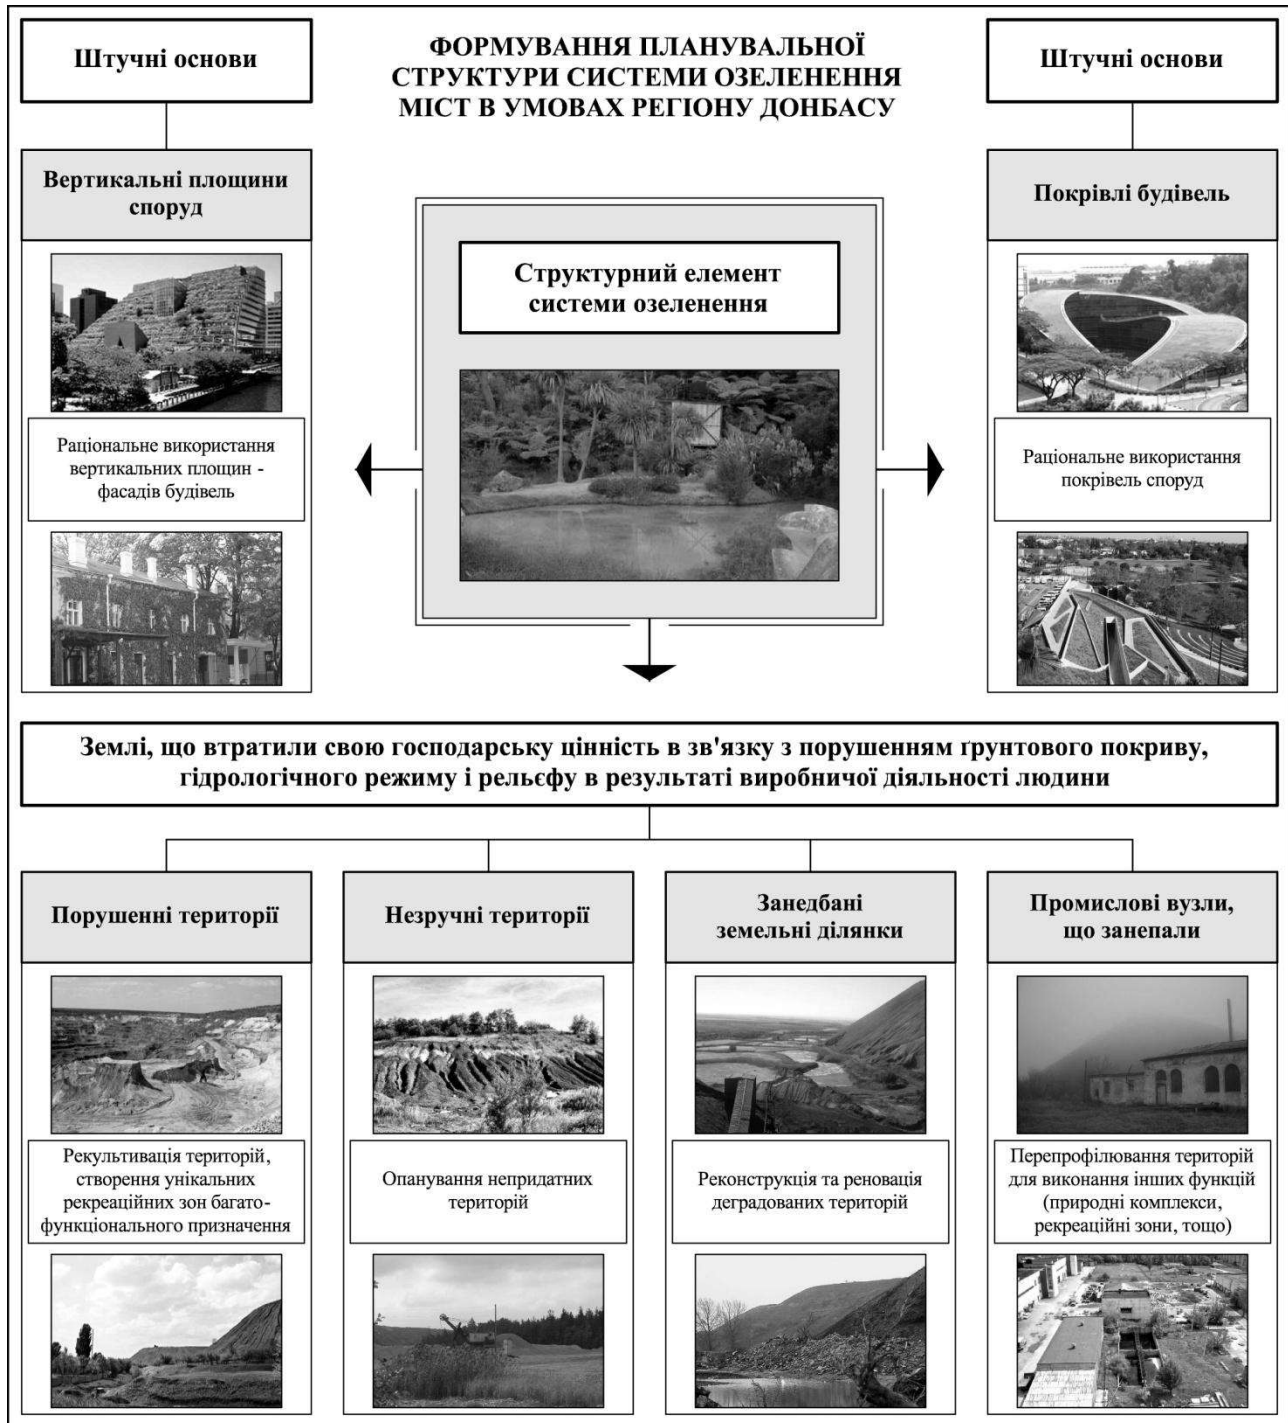 Штучні основи
ФОРМУВАННЯ ПЛАНУВАЛЬНОЇ
СТРУКТУРИ СИСТЕМИ ОЗЕЛЕНЕННЯ
МІСТ В УМОВАХ РЕГІОНУ ДОНБАСУ
Штучні основи
Вертикальні площини
споруд
Раціональне використання
вертикальних площин -
фасадів будівель
Структурний елемент
системи озеленення
Покрівлі будівель
Раціональне використання
покрівель споруд
Землі, що втратили свою господарську цінність в зв'язку з порушенням ґрунтового покриву,
гідрологічного режиму і рельєфу в результаті виробничої діяльності людини
Порушенні території
Рекультивація територій,
створення унікальних
рекреаційних зон багато-
функціонального призначення
Незручні території
Опанування непридатних
територій
Занедбані
земельні ділянки
Реконструкція та реновація
деградованих територій
Промислові вузли,
що занепали
Перепрофілювання територій
для виконання інших функцій
(природні комплекси,
рекреаційні зони, тощо)